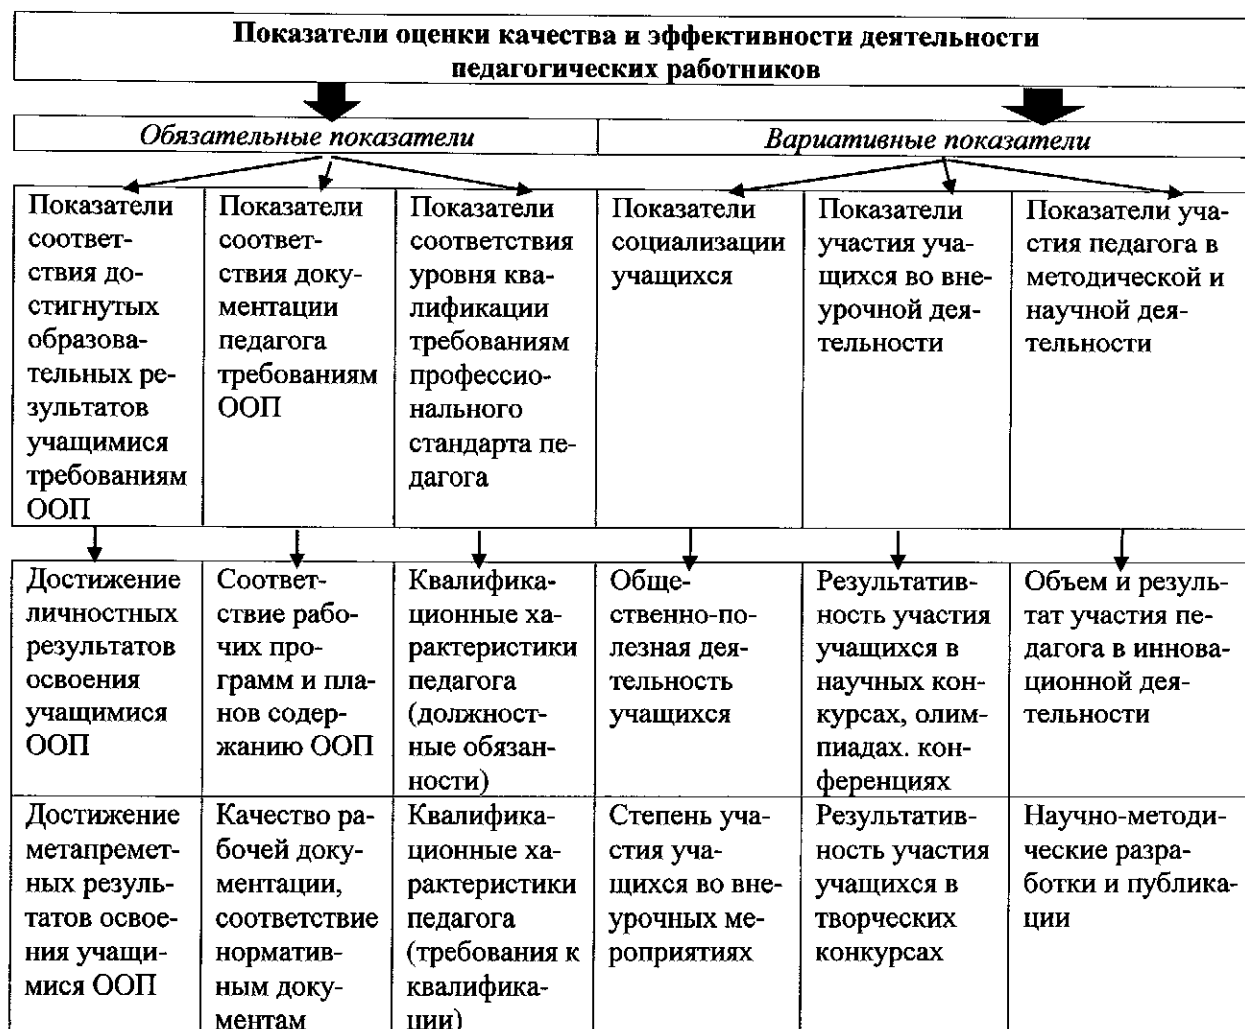 Показатели оценки качества и эффективности деятельности
педагогических работников
Обязательные показатели
Вариативные показатели
Показатели
соответ-
ствия до-
стигнутых
образова-
тельных ре-
зультатов
учащимися
требованиям
ООП
Показатели
соответ-
ствия доку-
ментации
педагога
требованиям
ООП
Показатели
соответствия
уровня ква-
лификации
требованиям
профессио-
нального
стандарта пе-
дагога
Показатели
социализации
учащихся
Показатели
участия уча-
щихся во вне-
урочной дея-
тельности
Показатели уча-
стия педагога в
методической и
научной дея-
тельности
Достижение
личностных
результатов
освоения
учащимися
ООП
Соответ-
ствие рабо-
чих про-
грамм и пла-
нов содер-
жанию ООП
Квалифика-
ционные ха-
рактеристики
педагога
(должност-
ные обязан-
ности)
Обще-
ственно-по-
лезная дея-
тельность
учащихся
Результатив-
ность участия
учащихся в
научных кон-
курсах, олим-
пиадах. кон-
ференциях
Объем и резуль-
тат участия пе-
дагога в иннова-
ционной дея-
тельности
Достижение
метапремет-
ных резуль-
татов освое-
ния учащи-
мися ООП
Качество ра-
бочей доку-
ментации,
соответствие
норматив-
ным доку-
ментам
Квалифика-
ционные ха-
рактеристики
педагога
(требования к
квалифика-
ции)
Степень уча-
стия уча-
щихся во вне-
урочных ме-
роприятиях
Результатив-
ность участия
учащихся в
творческих
конкурсах
Научно-методи-
ческие разра-
ботки и публика-
ции